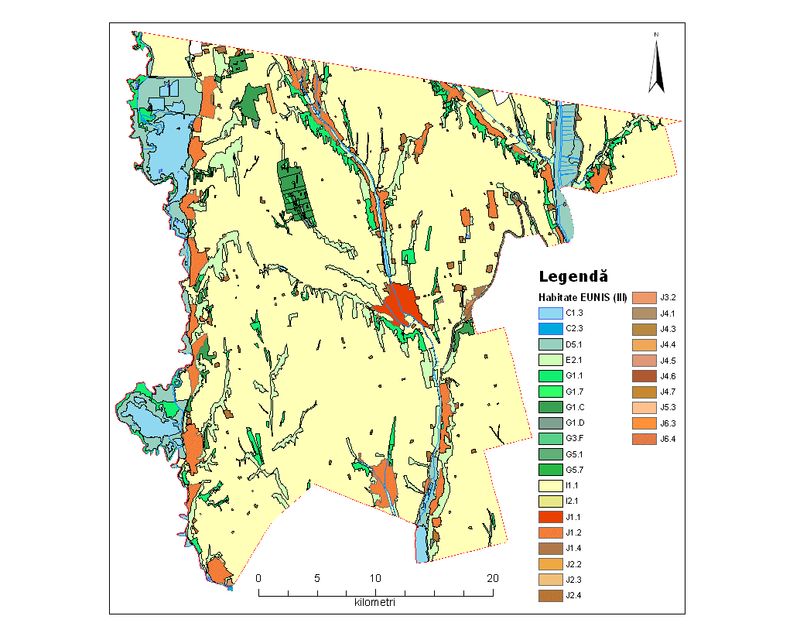 N
Legendă
Habitate EUNIS (III)
C1.3
C2.3
D5.1
E2.1
G1.1
G1.7
G1.C
G1.D
G3.F
G5.1
G5.7
I1.1
I2.1
J1.1
J1.2
J1.4
J2.2
J2.3
J2.4
J3.2
J4.1
J4.3
J4.4
J4.5
J4.6
J4.7
J5.3
J6.3
J6.4
0 5 10 20
kilometri